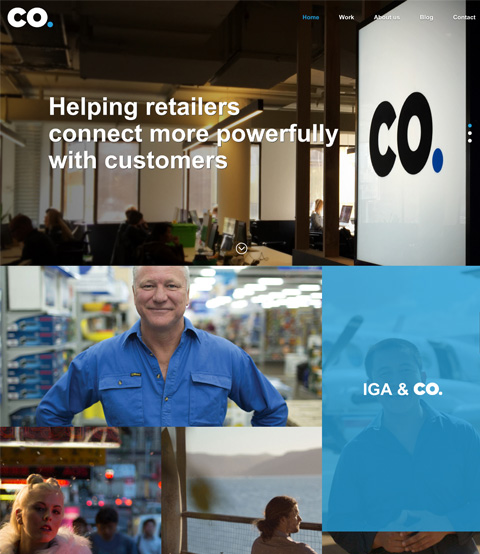 co.
Home Work About us Blog Contact
Helping retailers
connect more powerfully
with customers
co.
IGA & co.